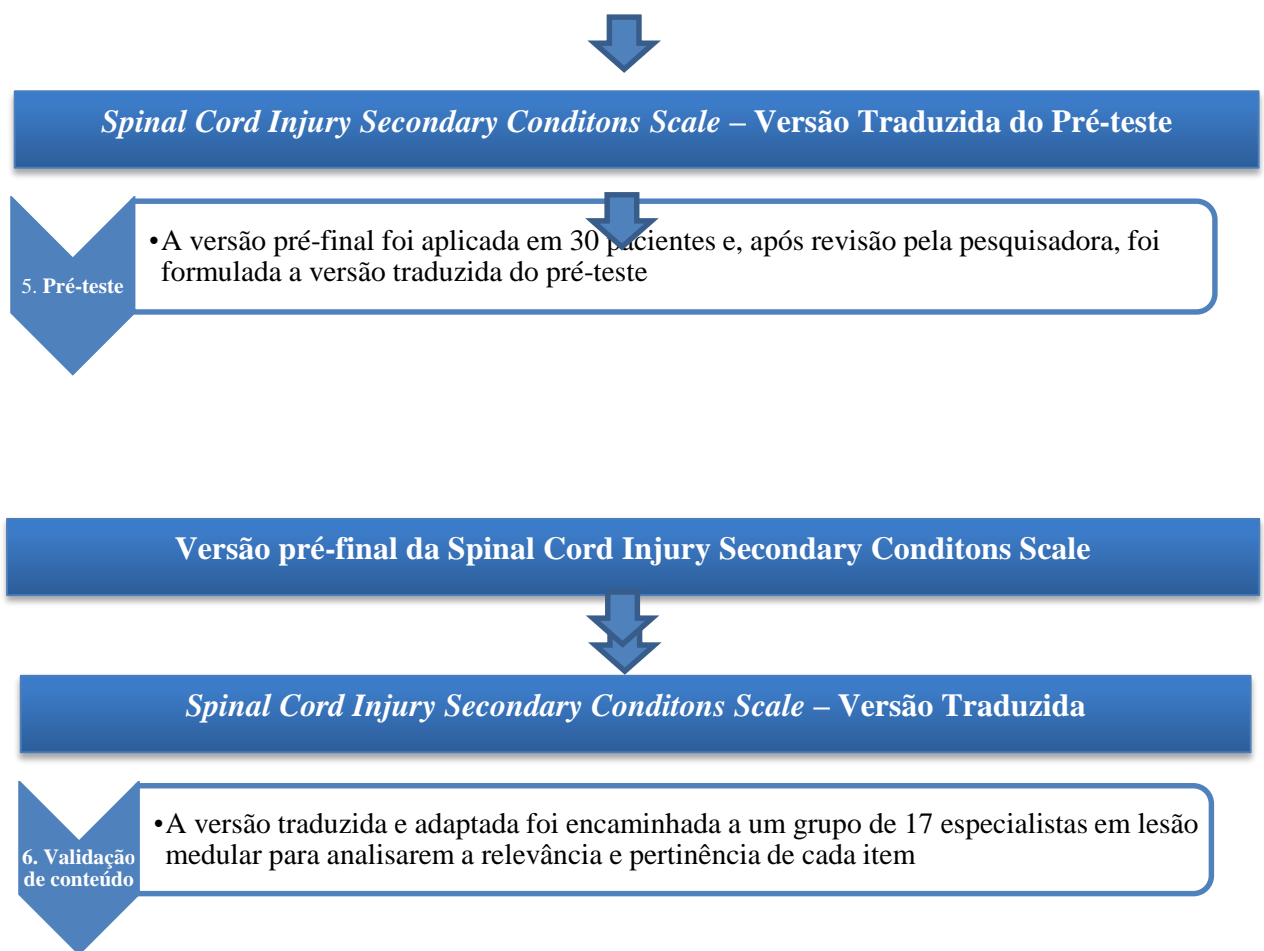 Spinal Cord Injury Secondary Conditons Scale – Versão Traduzida do Pré-teste
•A versão pré-final foi aplicada em 30 pacientes e, após revisão pela pesquisadora, foi
formulada a versão traduzida do pré-teste
5. Pré-teste
Versão pré-final da Spinal Cord Injury Secondary Conditons Scale
Spinal Cord Injury Secondary Conditons Scale – Versão Traduzida
•A versão traduzida e adaptada foi encaminhada a um grupo de 17 especialistas em lesão
medular para analisarem a relevância e pertinência de cada item
6. Validação
de conteúdo